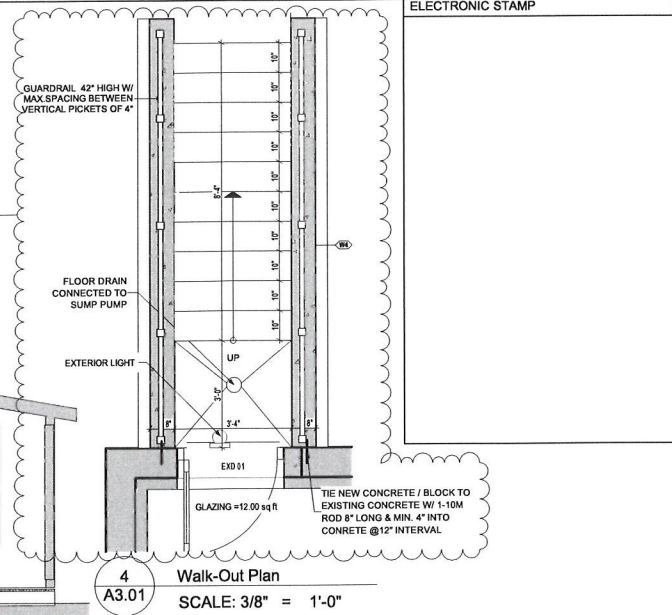 ELECTRONIC STAMP
GUARDRAIL 42" HIGH W/
MAX.SPACING BETWEEN
VERTICAL PICKETS OF 4"
10"
10"
10"
10"
10"
8'-4"
10"
10"
10"
10"
10"
W4
FLOOR DRAIN
CONNECTED TO
SUMP PUMP
UP
EXTERIOR LIGHT
3'-0"
8"
3'-4"
8"
EXD 01
GLAZING =12.00 sq ft
TIE NEW CONCRETE / BLOCK TO
EXISTING CONCRETE W/ 1-10M
ROD 8" LONG & MIN. 4" INTO
CONRETE @12" INTERVAL
4
A3.01
Walk-Out Plan
SCALE: 3/8" = 1'-0"